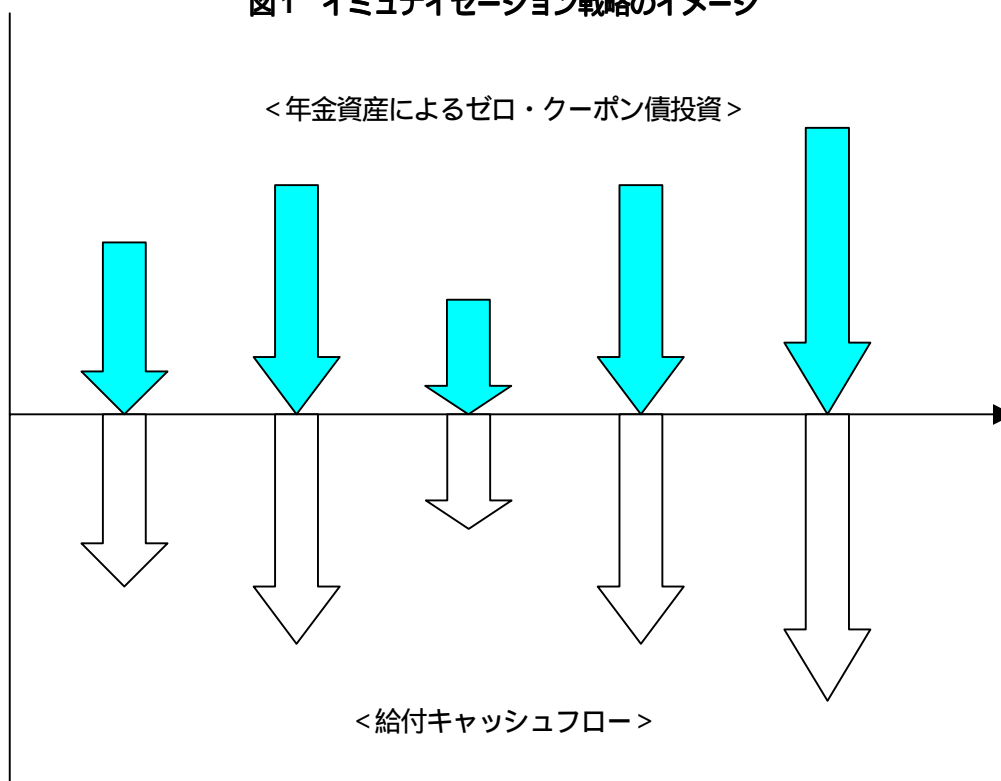 図1 イミュナイゼーション戦略のイメージ
<年金資産によるゼロ・クーポン債投資>
<給付キャッシュフロー>